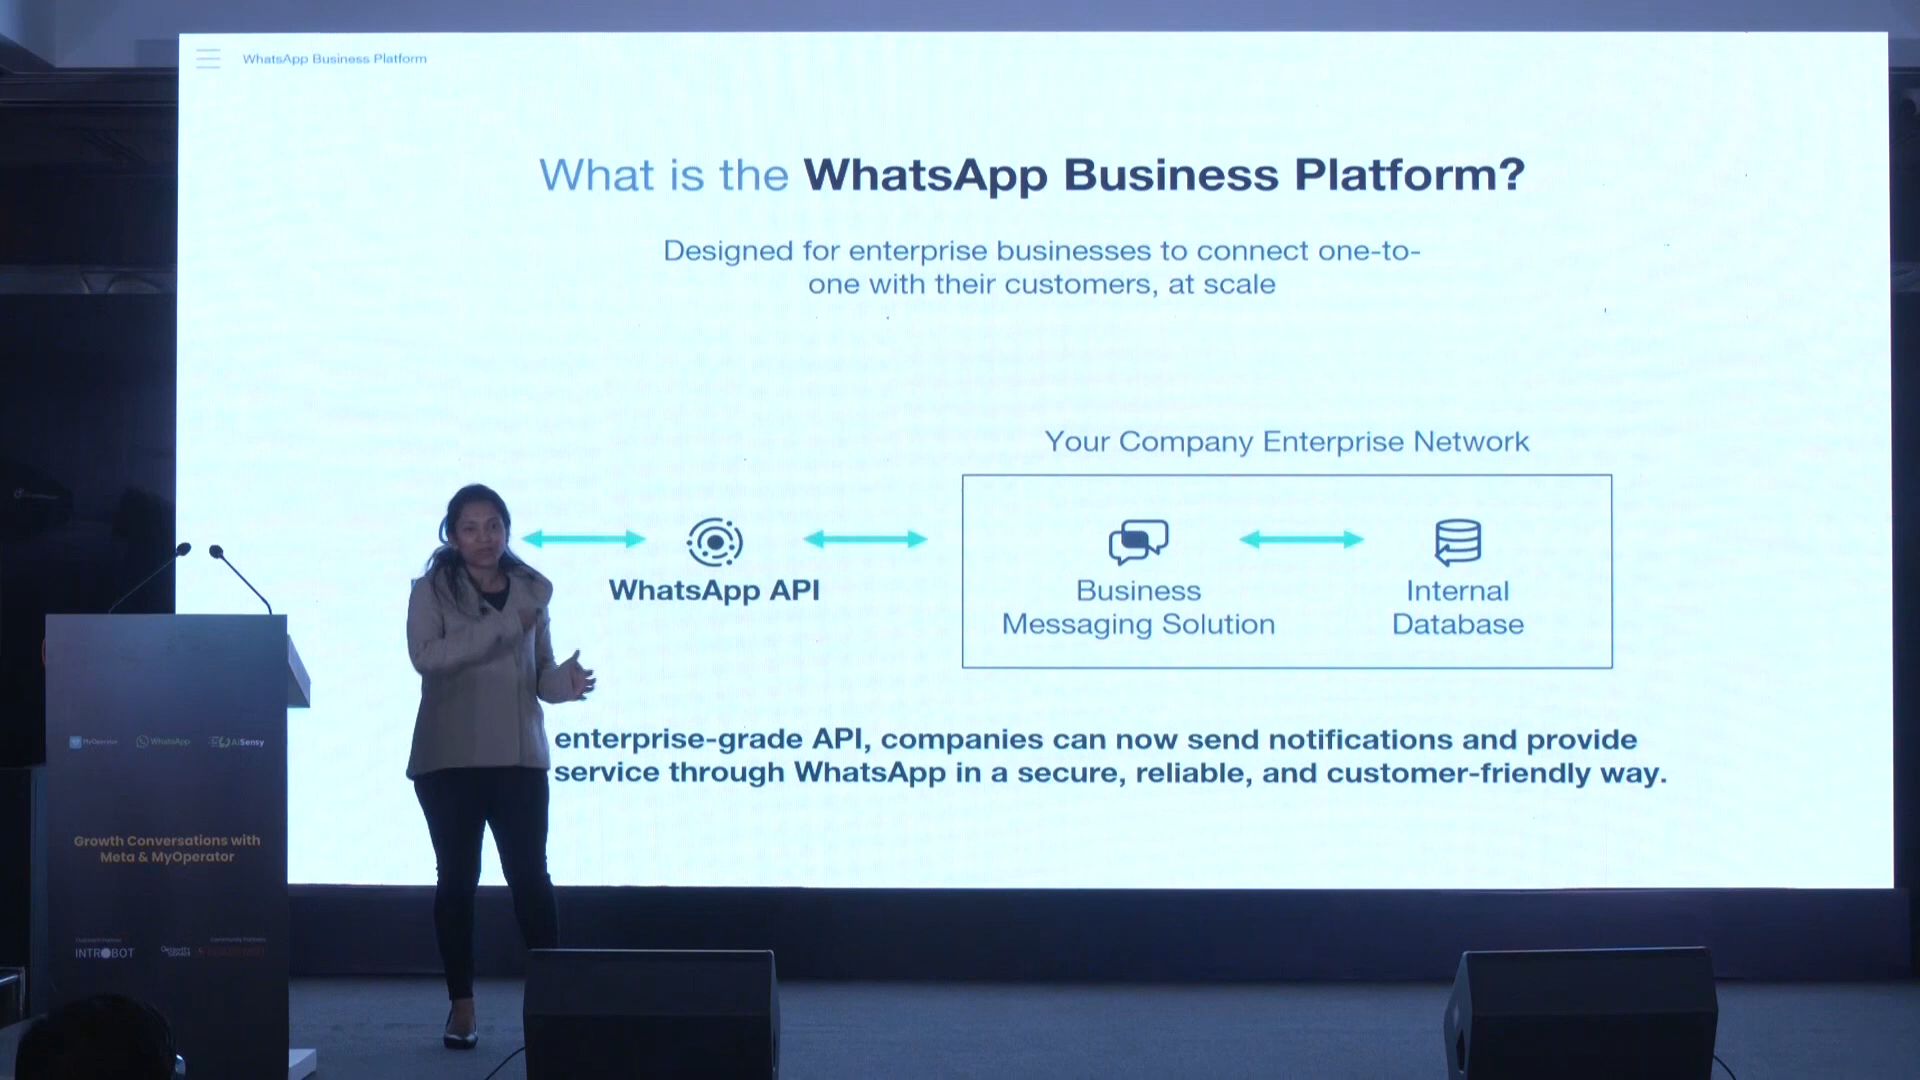 WhatsApp Business Platform
What is the WhatsApp Business Platform?
Designed for enterprise businesses to connect one-to-
one with their customers, at scale
Your Company Enterprise Network
WhatsApp API
Business
Messaging Solution
Internal
Database
enterprise-grade API, companies can now send notifications and provide
service through WhatsApp in a secure, reliable, and customer-friendly way.
MyOperator
WhatsApp
AiSensy
Growth Conversations with
Meta & MyOperator
INTROBOT